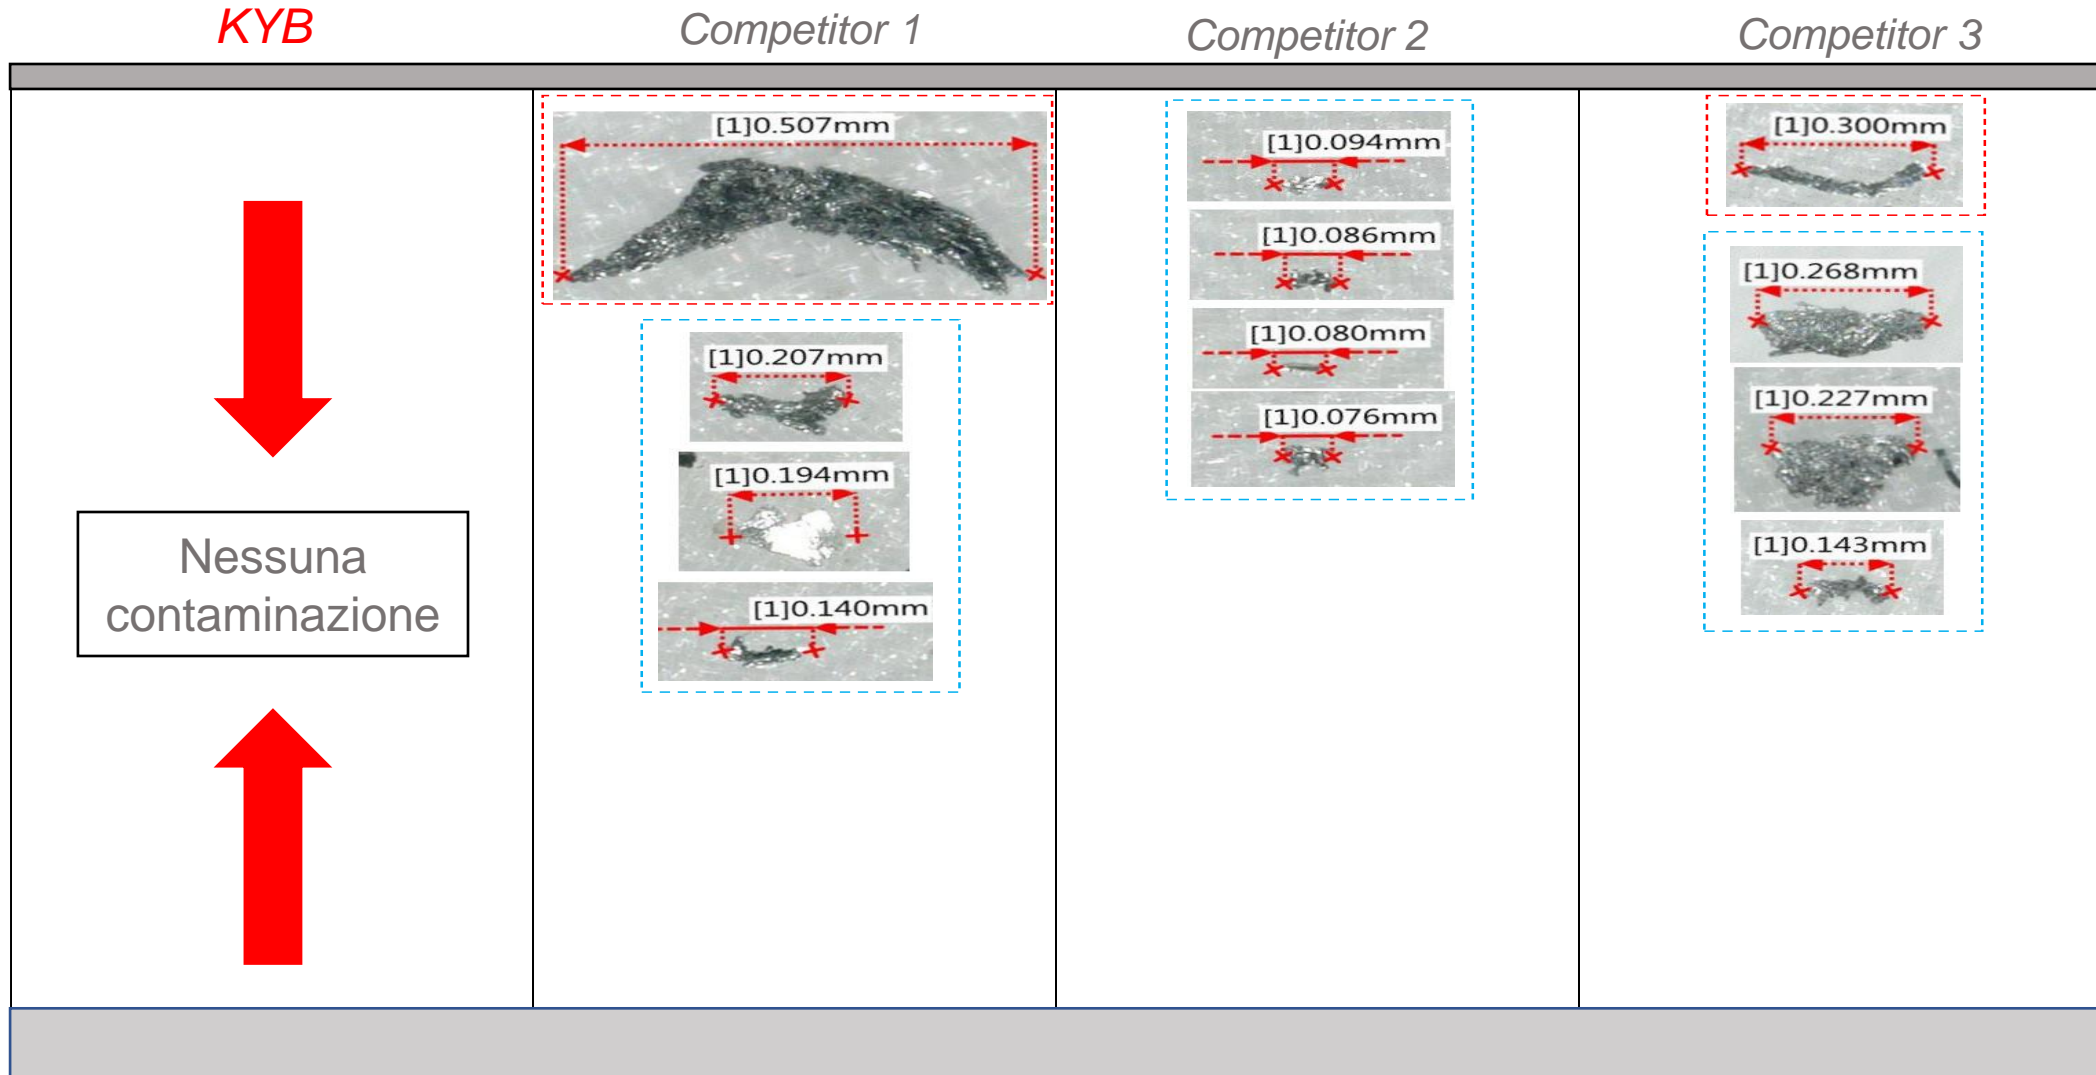 KYB
Competitor 1
Competitor 2
Competitor 3
Nessuna
contaminazione
[1]0.507mm
[1]0.207mm
[1]0.194mm
[1]0.140mm
[1]0.094mm
[1]0.086mm
[1]0.080mm
[1]0.076mm
[1]0.300mm
[1]0.268mm
[1]0.227mm
[1]0.143mm